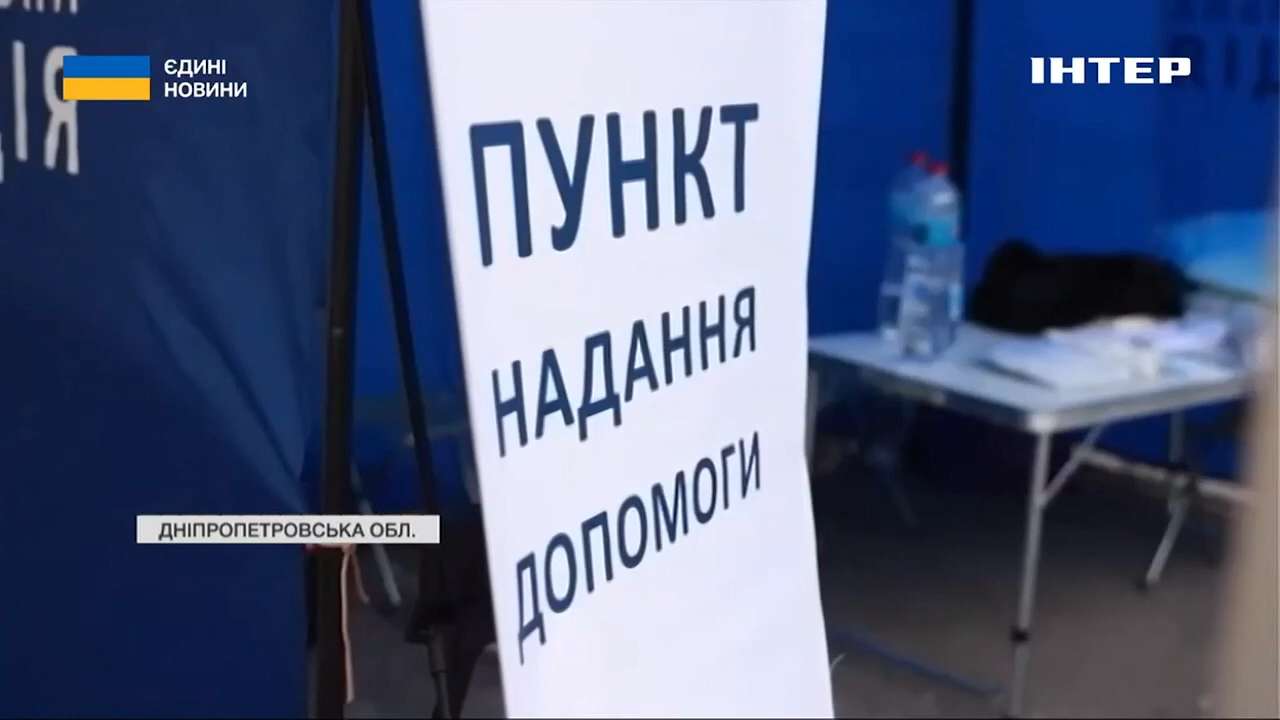 ЄДИНІ
НОВИНИ
ІНТЕР
ПУНКТ
НАДАННЯ
ДОПОМОГИ
ДНІПРОПЕТРОВСЬКА ОБЛ.